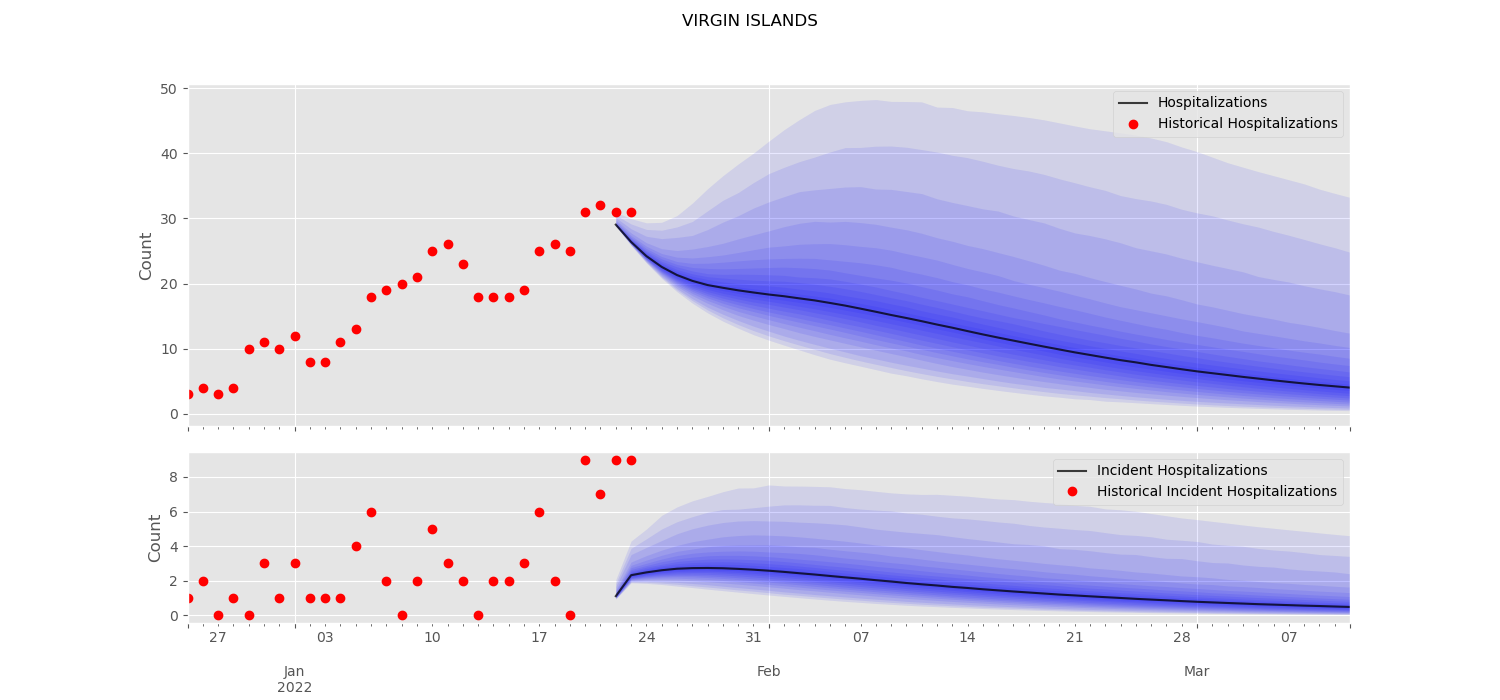 VIRGIN ISLANDS
50
40
30
20
10
0
Count
Hospitalizations
Historical Hospitalizations
8
6
4
2
0
Count
Incident Hospitalizations
Historical Incident Hospitalizations
27 03 10 17 24 31 07 14 21 28 07
Jan Feb Mar
2022